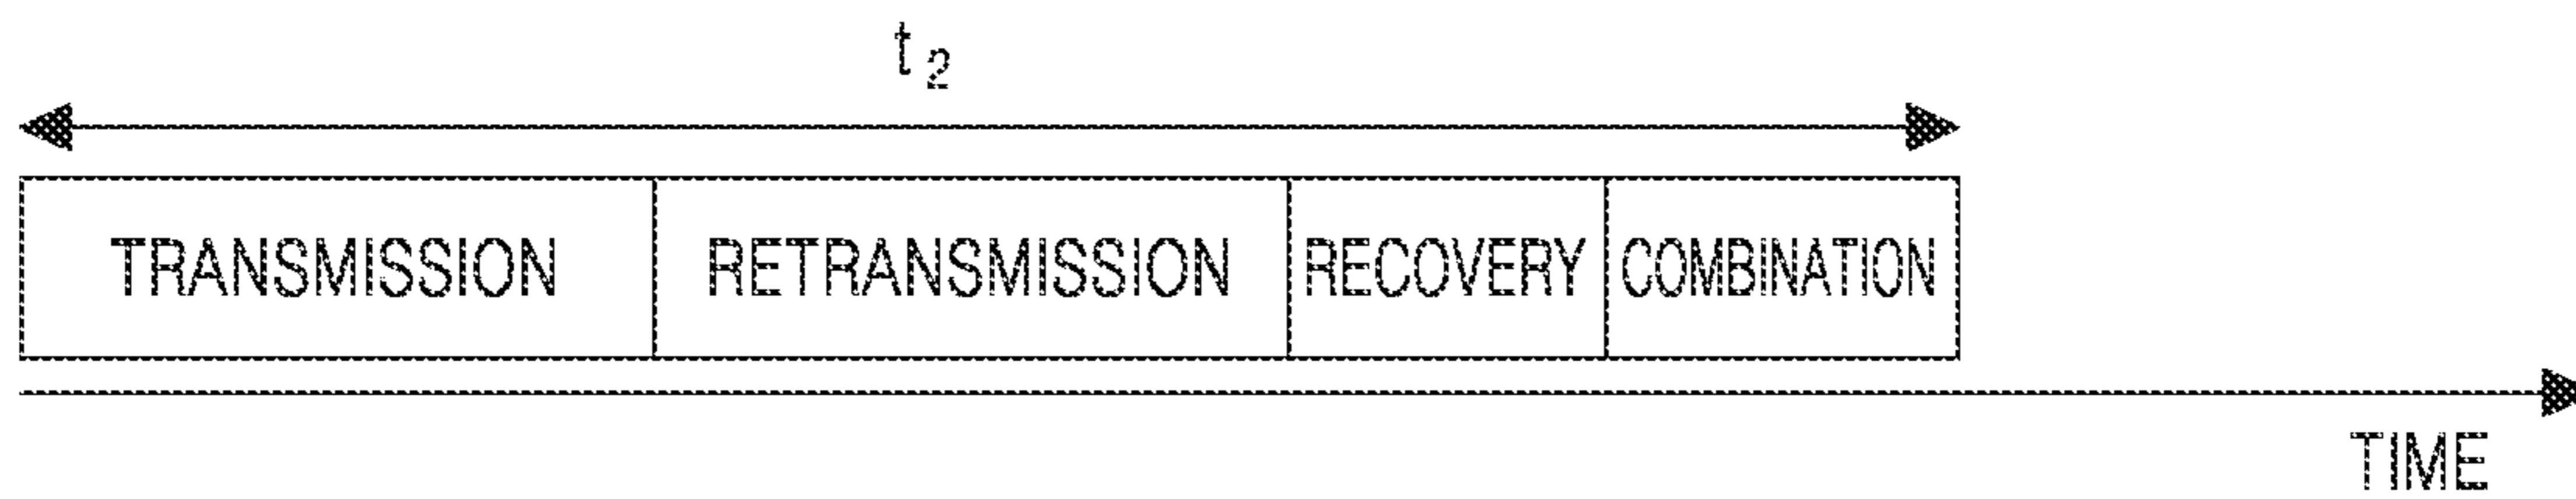 t2
TRANSMISSION RETRANSMISSION RECOVERY COMBINATION
TIME